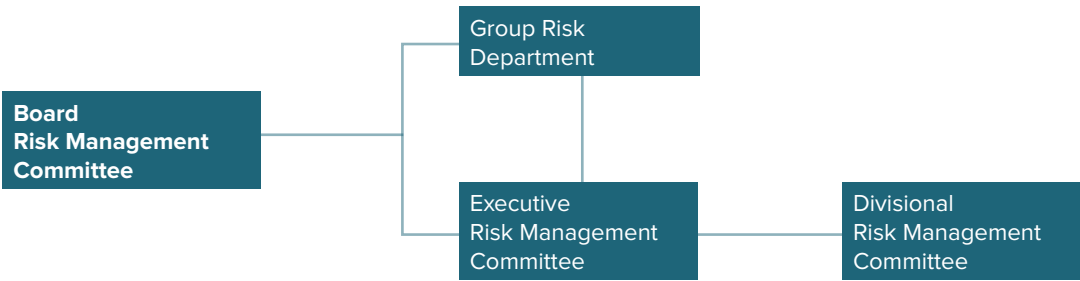 Group Risk
Department
Board
Risk Management
Committee
Executive
Risk Management
Committee
Divisional
Risk Management
Committee